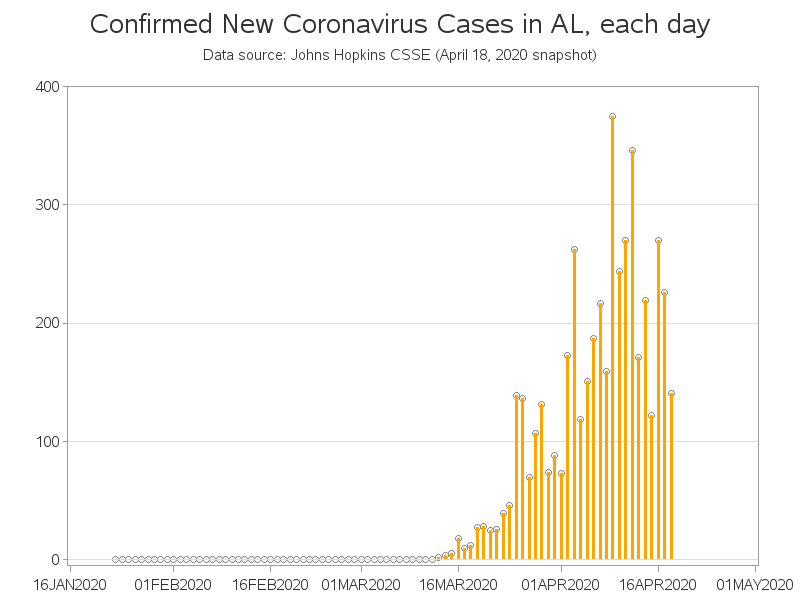 Confirmed New Coronavirus Cases in AL, each day
Data source: Johns Hopkins CSSE (April 18, 2020 snapshot)
400
300
200
100
0
16JAN2020 01FEB2020 16FEB2020 01MAR2020 16MAR2020 01APR2020 16APR2020 01MAY2020